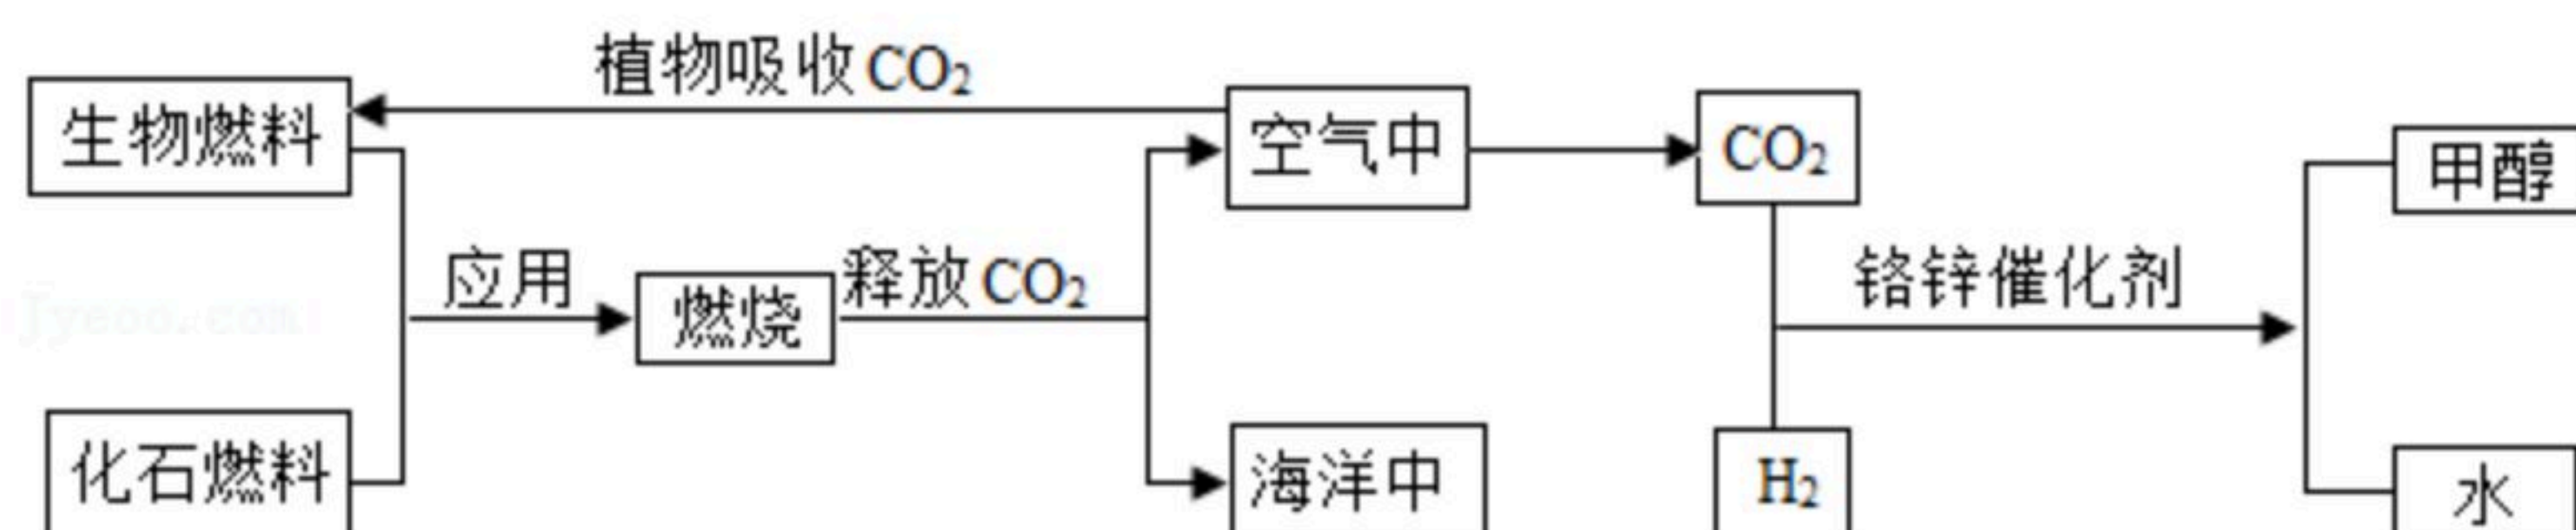 植物吸收CO₂
生物燃料
空气中
CO₂
甲醇
应用
燃烧
释放CO₂
铬锌催化剂
Jyeoo.com
化石燃料
海洋中
H₂
水